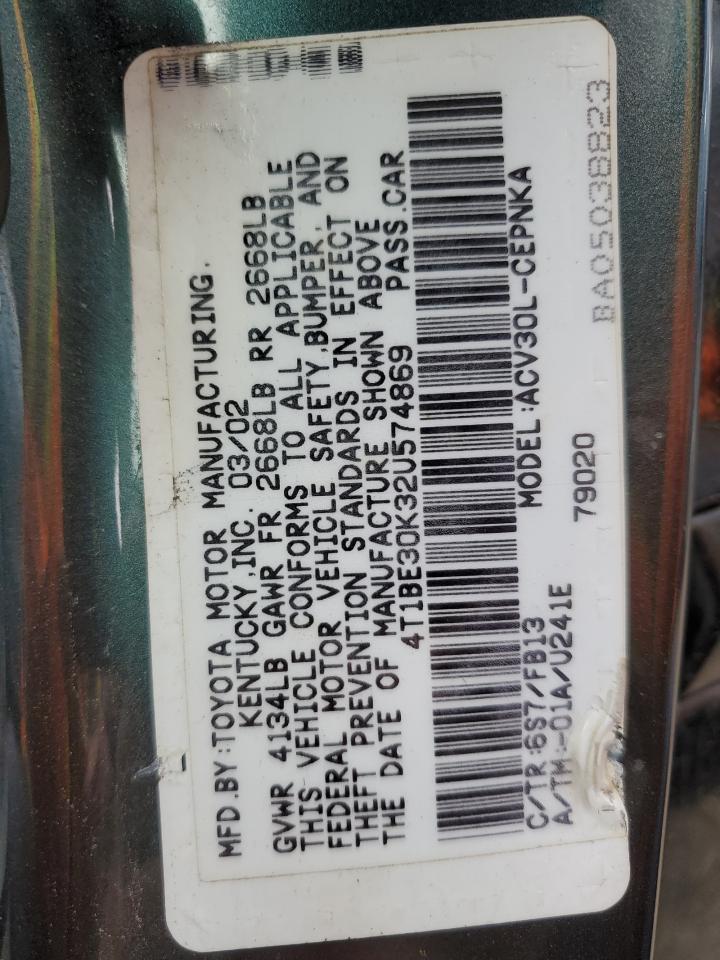 MFD.BY:TOYOTA MOTOR MANUFACTURING.
KENTUCKY,INC. 03/02
GVWR 4134LB GAWR FR 2668LB RR 2668LB
THIS VEHICLE CONFORMS TO ALL APPLICABLE
FEDERAL MOTOR VEHICLE SAFETY,BUMPER, AND
THEFT PREVENTION STANDARDS IN EFFECT ON
THE DATE OF MANUFACTURE SHOWN ABOVE
4T1BE30K32U574869 PASS.CAR
C/TR:6S7/FB13 MODEL:ACV30L-CEPNKA
A/TM:-01A/U241E
79020
BA05038823